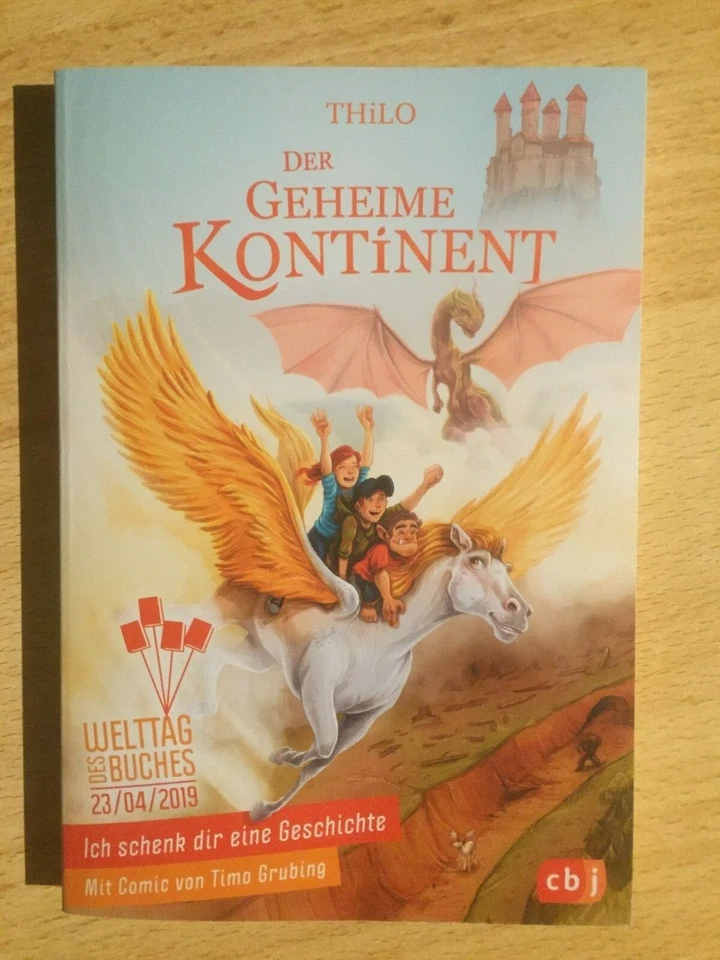 THiLO
DER
GEHEIME
KONTiNENT
WELTTAG
DES
BUCHES
23/04/2019
Ich schenk dir eine Geschichte
Mit Comic von Timo Grubing
cbj